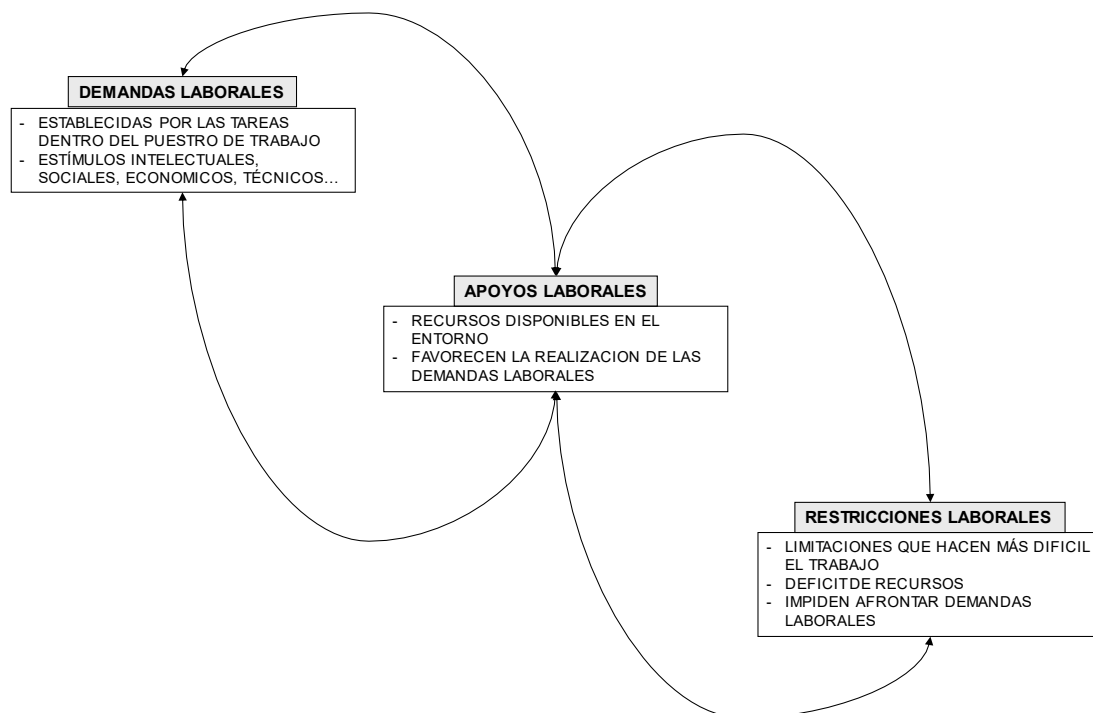 DEMANDAS LABORALES
- ESTABLECIDAS POR LAS TAREAS
DENTRO DEL PUESTRO DE TRABAJO
- ESTÍMULOS INTELECTUALES,
SOCIALES, ECONOMICOS, TÉCNICOS…
APOYOS LABORALES
- RECURSOS DISPONIBLES EN EL
ENTORNO
- FAVORECEN LA REALIZACION DE LAS
DEMANDAS LABORALES
RESTRICCIONES LABORALES
- LIMITACIONES QUE HACEN MÁS DIFICIL
EL TRABAJO
- DEFICIT DE RECURSOS
- IMPIDEN AFRONTAR DEMANDAS
LABORALES